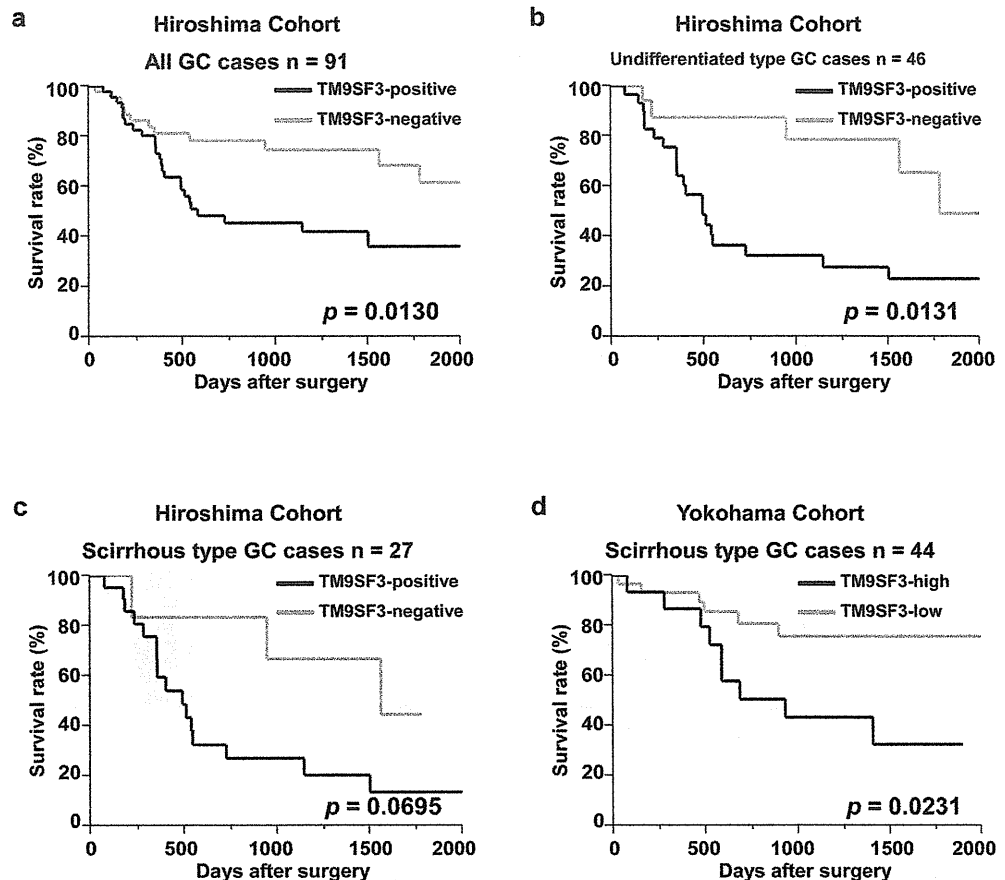 a
Hiroshima Cohort
All GC cases n = 91
TM9SF3-positive
TM9SF3-negative
Survival rate (%)
100
80
60
40
20
0
p = 0.0130
0 500 1000 1500 2000
Days after surgery
b
Hiroshima Cohort
Undifferentiated type GC cases n = 46
TM9SF3-positive
TM9SF3-negative
Survival rate (%)
100
80
60
40
20
0
p = 0.0131
0 500 1000 1500 2000
Days after surgery
c
Hiroshima Cohort
Scirrhous type GC cases n = 27
TM9SF3-positive
TM9SF3-negative
Survival rate (%)
100
80
60
40
20
0
p = 0.0695
0 500 1000 1500 2000
Days after surgery
d
Yokohama Cohort
Scirrhous type GC cases n = 44
TM9SF3-high
TM9SF3-low
Survival rate (%)
100
80
60
40
20
0
p = 0.0231
0 500 1000 1500 2000
Days after surgery